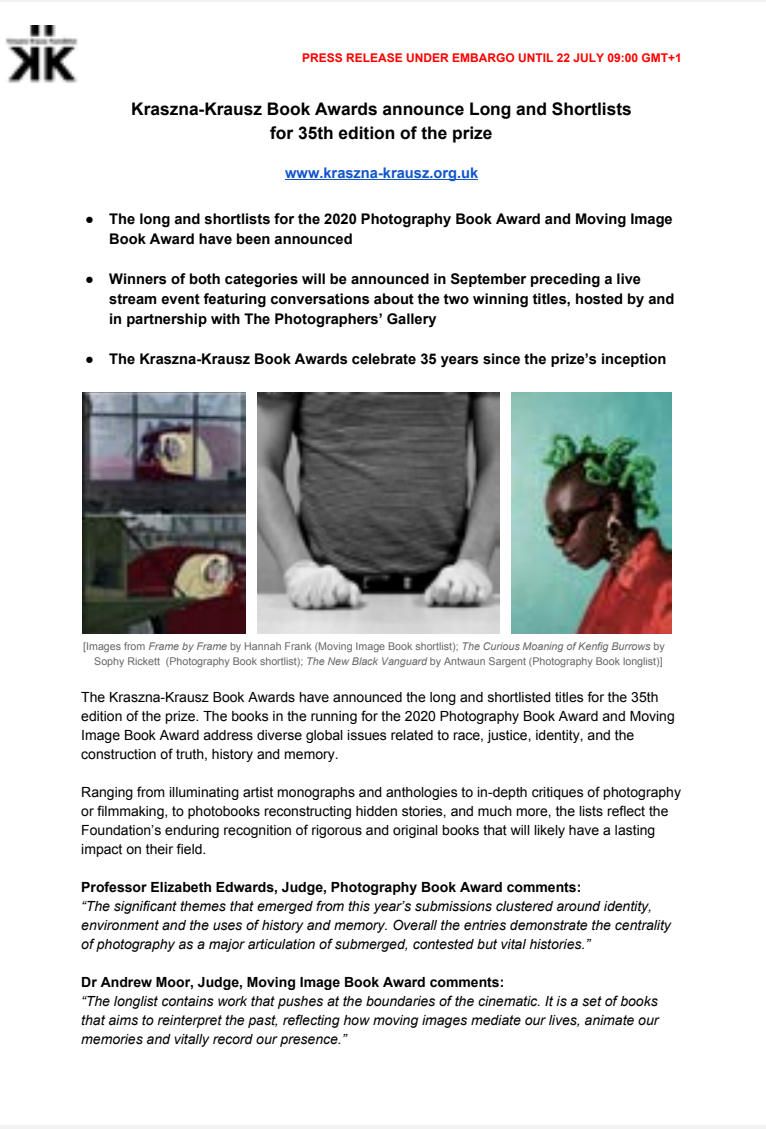 KK
PRESS RELEASE UNDER EMBARGO UNTIL 22 JULY 09:00 GMT+1
Kraszna-Krausz Book Awards announce Long and Shortlists
for 35th edition of the prize
www.kraszna-krausz.org.uk
● The long and shortlists for the 2020 Photography Book Award and Moving Image
Book Award have been announced
● Winners of both categories will be announced in September preceding a live
stream event featuring conversations about the two winning titles, hosted by and
in partnership with The Photographers’ Gallery
● The Kraszna-Krausz Book Awards celebrate 35 years since the prize’s inception
[Images from Frame by Frame by Hannah Frank (Moving Image Book shortlist); The Curious Moaning of Kenfig Burrows by
Sophy Rickett (Photography Book shortlist); The New Black Vanguard by Antwaun Sargent (Photography Book longlist)]
The Kraszna-Krausz Book Awards have announced the long and shortlisted titles for the 35th
edition of the prize. The books in the running for the 2020 Photography Book Award and Moving
Image Book Award address diverse global issues related to race, justice, identity, and the
construction of truth, history and memory.
Ranging from illuminating artist monographs and anthologies to in-depth critiques of photography
or filmmaking, to photobooks reconstructing hidden stories, and much more, the lists reflect the
Foundation’s enduring recognition of rigorous and original books that will likely have a lasting
impact on their field.
Professor Elizabeth Edwards, Judge, Photography Book Award comments:
“The significant themes that emerged from this year’s submissions clustered around identity,
environment and the uses of history and memory. Overall the entries demonstrate the centrality
of photography as a major articulation of submerged, contested but vital histories.”
Dr Andrew Moor, Judge, Moving Image Book Award comments:
“The longlist contains work that pushes at the boundaries of the cinematic. It is a set of books
that aims to reinterpret the past, reflecting how moving images mediate our lives, animate our
memories and vitally record our presence.”